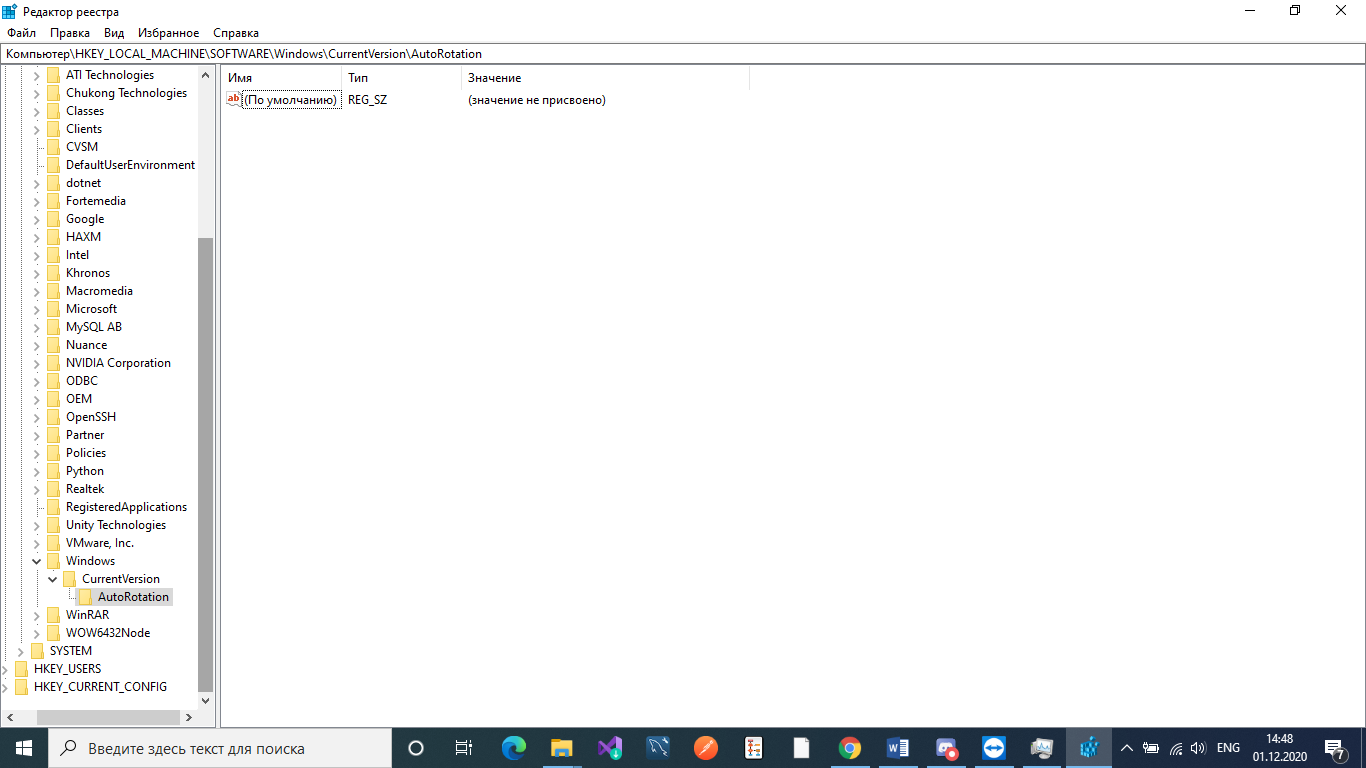 Редактор реестра
Файл Правка Вид Избранное Справка
Компьютер\HKEY_LOCAL_MACHINE\SOFTWARE\Windows\CurrentVersion\AutoRotation
ATI Technologies
Chukong Technologies
Classes
Clients
CVSM
DefaultUserEnvironment
dotnet
Fortemedia
Google
HAXM
Intel
Khronos
Macromedia
Microsoft
MySQL AB
Nuance
NVIDIA Corporation
ODBC
OEM
OpenSSH
Partner
Policies
Python
Realtek
RegisteredApplications
Unity Technologies
VMware, Inc.
Windows
CurrentVersion
AutoRotation
WinRAR
WOW6432Node
SYSTEM
HKEY_USERS
HKEY_CURRENT_CONFIG
Имя Тип Значение
ab (По умолчанию) REG_SZ (значение не присвоено)
Введите здесь текст для поиска
W
ENG
14:48
01.12.2020
7